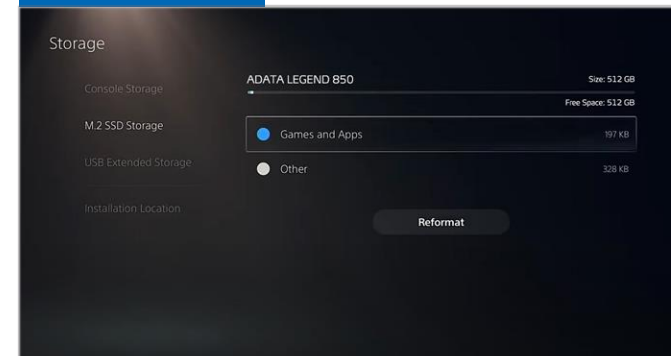 Storage
Console Storage
M.2 SSD Storage
USB Extended Storage
Installation Location
ADATA LEGEND 850
Size: 512 GB
Free Space: 512 GB
Games and Apps
197 KB
Other
328 KB
Reformat